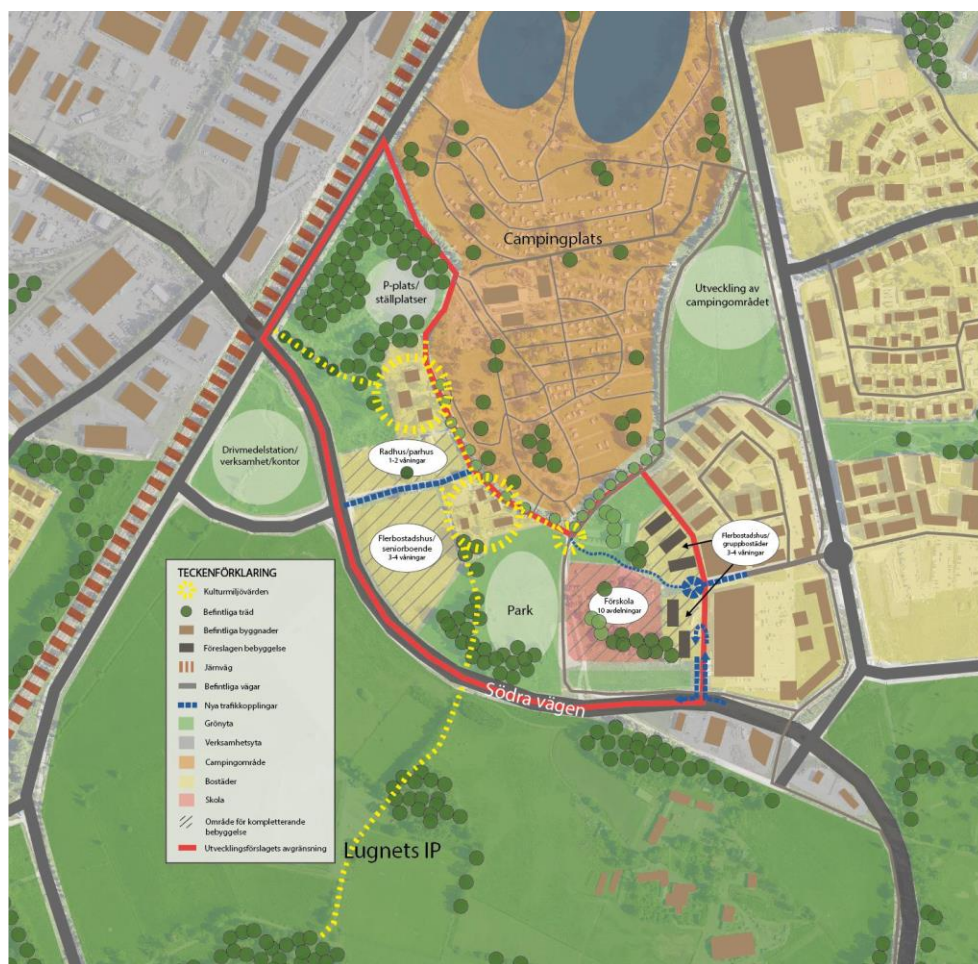 Campingplats
P-plats/
ställplatser
Utveckling av
campingområdet
Drivmedelstation/
verksamhet/kontor
Radhus/parhus
1-2 våningar
Flerbostadshus/
seniorboende
3-4 våningar
Flerbostadshus/
gruppbostäder
3-4 våningar
Förskola
10 avdelningar
Park
Södra vägen
Lugnets IP
TECKENFÖRKLARING
Kulturmiljövärden
Befintliga träd
Befintliga byggnader
Föreslagen bebyggelse
Järnväg
Befintliga vägar
Nya trafikkopplingar
Grönyta
Verksamhetsyta
Campingområde
Bostäder
Skola
Område för kompletterande
bebyggelse
Utvecklingsförslagets avgränsning